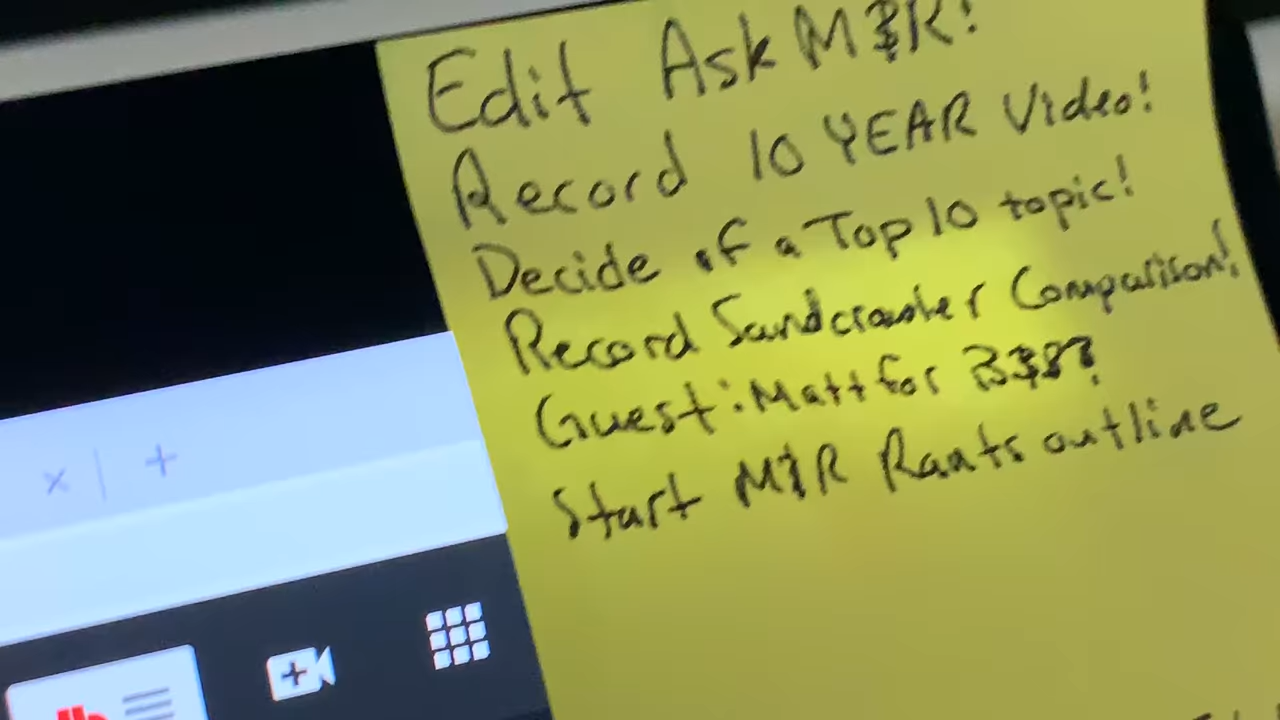 Edit Ask M&R!
Record 10 YEAR Video!
Decide of a Top 10 topic!
Record Sandcrawler Comparison!
Guest: Matt for
Start M&R Rants outline